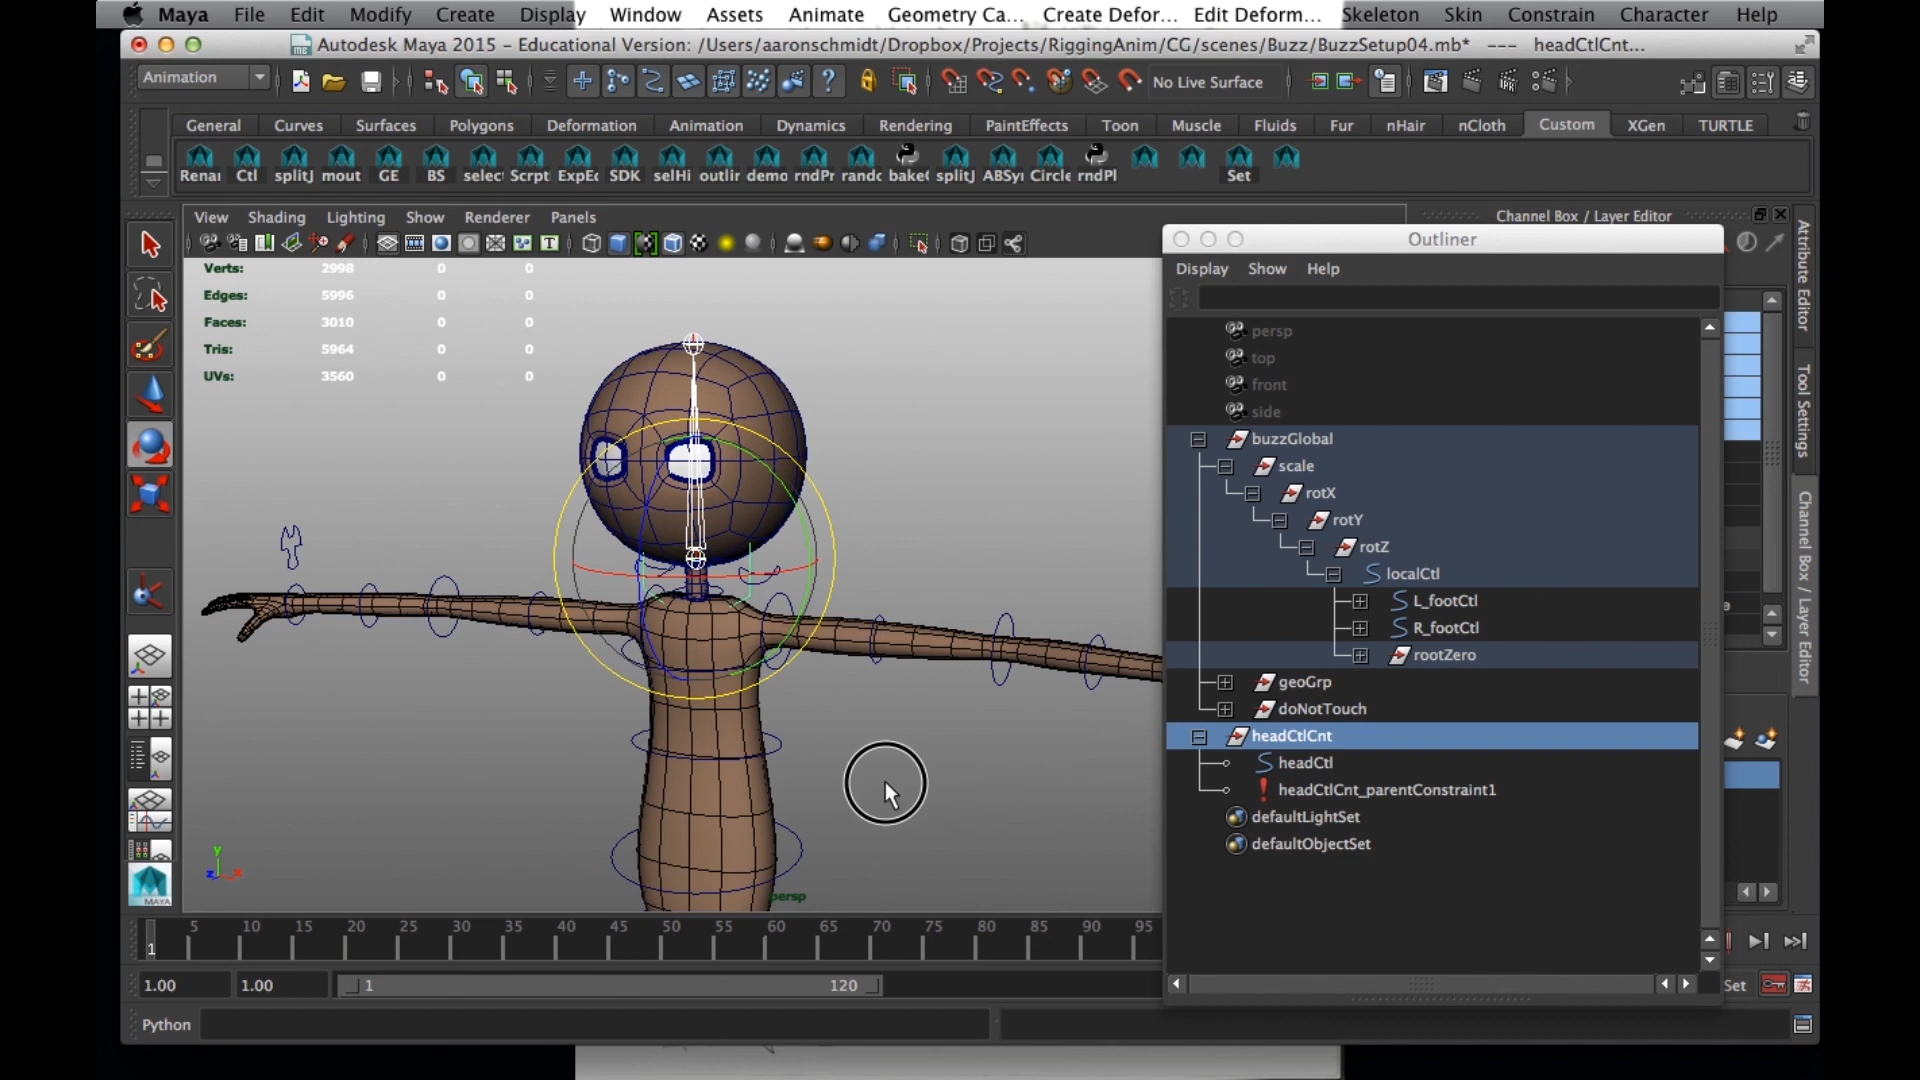 Maya File Edit Modify Create Display Window Assets Animate Geometry Ca... Create Defor... Edit Deform... Skeleton Skin Constrain Character Help
Autodesk Maya 2015 – Educational Version: /Users/aaronschmidt/Dropbox/Projects/RiggingAnim/CG/scenes/Buzz/BuzzSetup04.mb* --- headCtlCnt...
Animation No Live Surface
General Curves Surfaces Polygons Deformation Animation Dynamics Rendering PaintEffects Toon Muscle Fluids Fur nHair nCloth Custom XGen TURTLE
Renar Ctl splitJ mout GE BS select Scrpt ExpEc SDK selHi outlir demo rndPr rando bake( splitJ ABSyr Circle rndPl Set
View Shading Lighting Show Renderer Panels
Channel Box / Layer Editor
Verts: 2998 0 0
Edges: 5996 0 0
Faces: 3010 0 0
Tris: 5964 0 0
UVs: 3560 0 0
persp
Outliner
Display Show Help
persp
top
front
side
buzzGlobal
scale
rotX
rotY
rotZ
localCtl
L_footCtl
R_footCtl
rootZero
geoGrp
doNotTouch
headCtlCnt
headCtl
headCtlCnt_parentConstraint1
defaultLightSet
defaultObjectSet
Attribute Editor
Tool Settings
Channel Box / Layer Editor
y
z x
MAYA
1 5 10 15 20 25 30 35 40 45 50 55 60 65 70 75 80 85 90 95
1.00 1.00 1 120 Set
Python